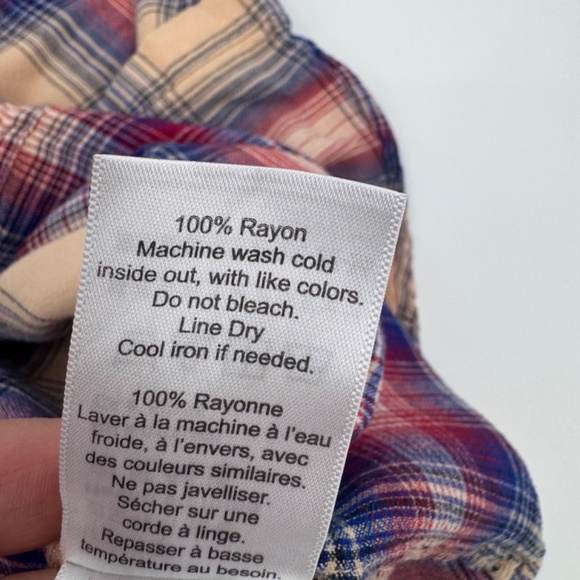 100% Rayon
Machine wash cold
inside out, with like colors.
Do not bleach.
Line Dry
Cool iron if needed.
100% Rayonne
Laver à la machine à l'eau
froide, à l'envers, avec
des couleurs similaires.
Ne pas javelliser.
Sécher sur une
corde à linge.
Repasser à basse
température au besoin.